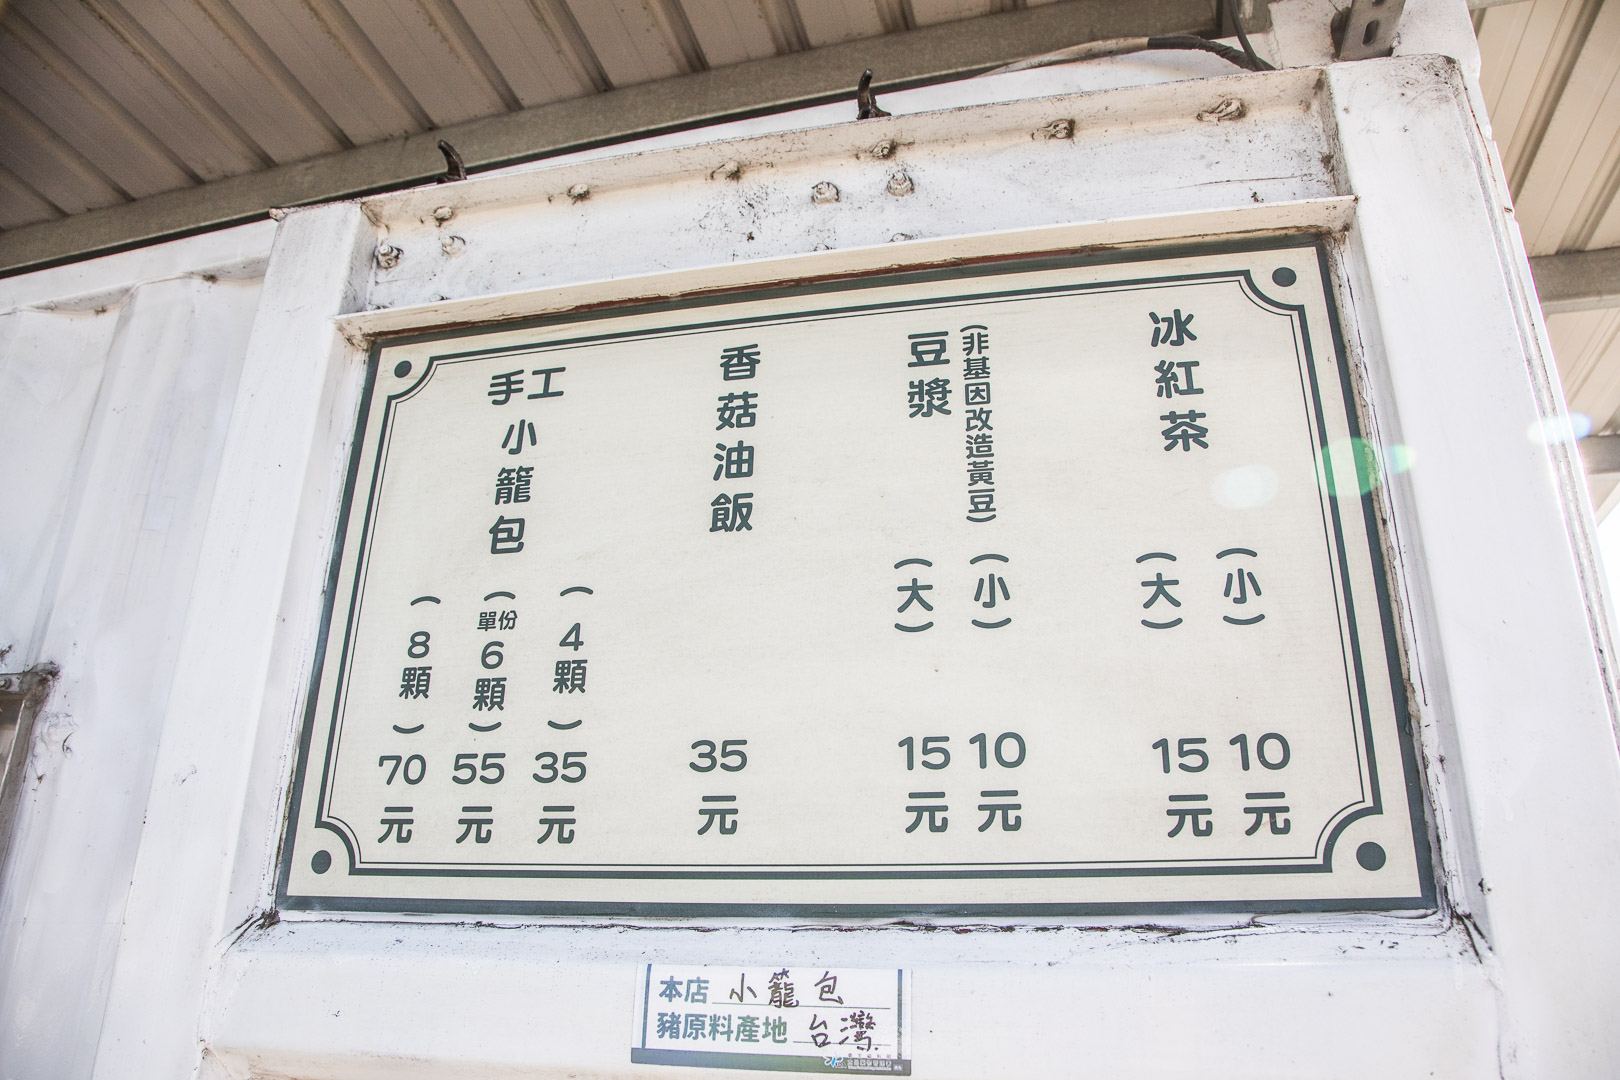 冰紅茶
(小)
10元
(大)
15元
豆漿
(非基因改造黃豆)
(小)
10元
(大)
15元
香菇油飯
35元
手工
小籠包
(4顆)
35元
(單份6顆)
55元
(8顆)
70元
本店 小籠包
豬原料產地 台灣